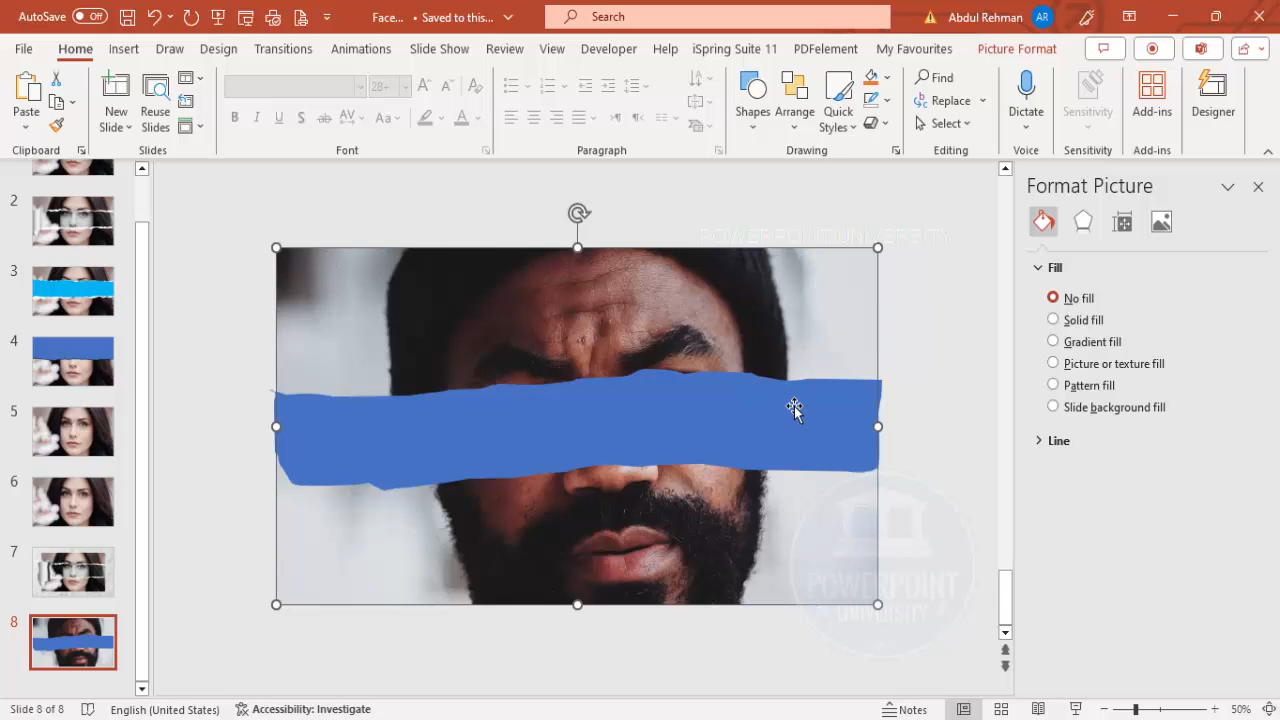 AutoSave Off Face... • Saved to this... Search Abdul Rehman AR
File Home Insert Draw Design Transitions Animations Slide Show Review View Developer Help iSpring Suite 11 PDFelement My Favourites Picture Format
Paste New Slide Reuse Slides 28+ Shapes Arrange Quick Styles Find Replace Select Dictate Sensitivity Add-ins Designer
Clipboard Slides Font Paragraph Drawing Editing Voice Sensitivity Add-ins Designer
2
3
4
5
6
7
8
POWERPOINT UNIVERSITY
POWERPOINT
UNIVERSITY
Format Picture
Fill
No fill
Solid fill
Gradient fill
Picture or texture fill
Pattern fill
Slide background fill
Line
Slide 8 of 8 English (United States) Accessibility: Investigate Notes 50%